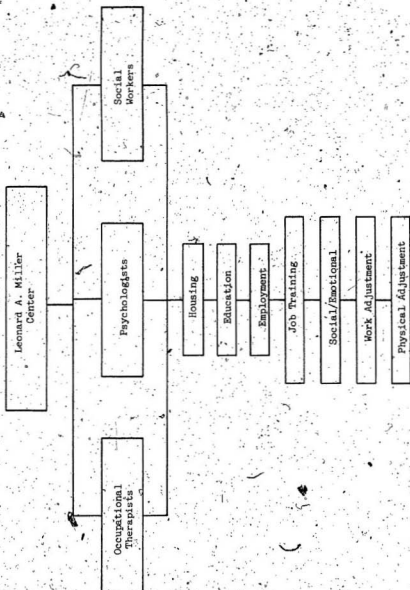 Leonard A. Miller
Center
Occupational
Therapists
Psychologists
Social
Workers
Housing
Education
Employment
Job Training
Social/Emotional
Work Adjustment
Physical Adjustment